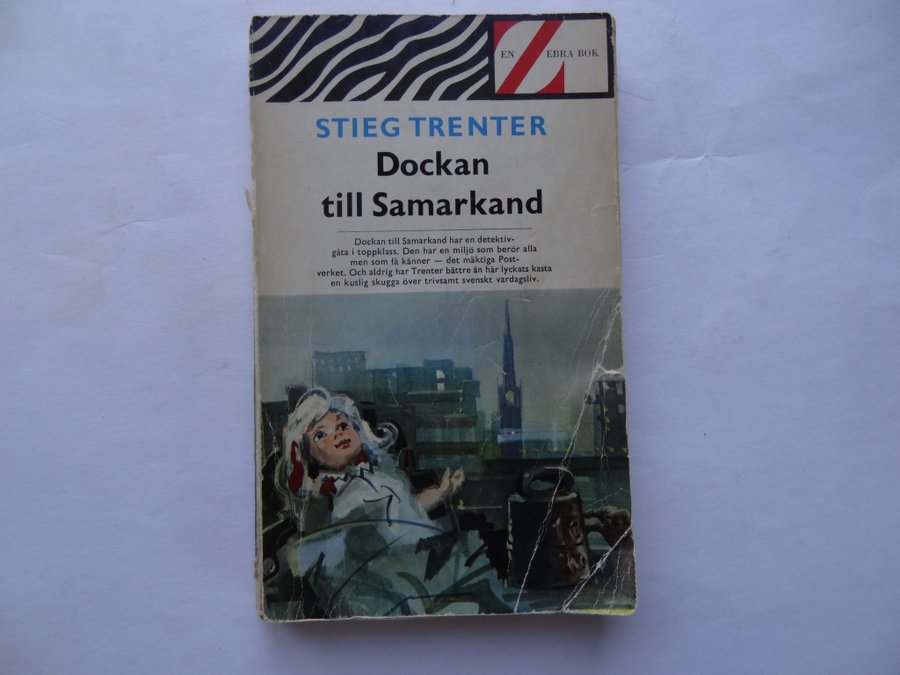 EN ZEBRA BOK
STIEG TRENTER
Dockan
till Samarkand
Dockan till Samarkand har en detektiv-
gåta i toppklass. Den har en miljö som berör alla
men som få känner — det mäktiga Post-
verket. Och aldrig har Trenter bättre än här lyckats kasta
en kuslig skugga över trivsamt svenskt vardagsliv.